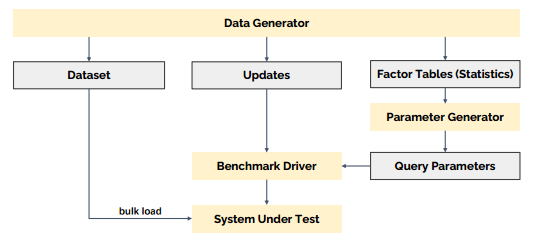 Data Generator
Dataset
Updates
Factor Tables (Statistics)
Parameter Generator
Benchmark Driver
Query Parameters
bulk load
System Under Test